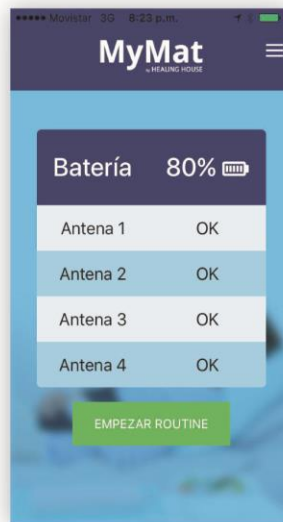 Movistar 3G 8:23 p.m.
MyMat
by HEALING HOUSE
Batería 80%
Antena 1 OK
Antena 2 OK
Antena 3 OK
Antena 4 OK
EMPEZAR ROUTINE